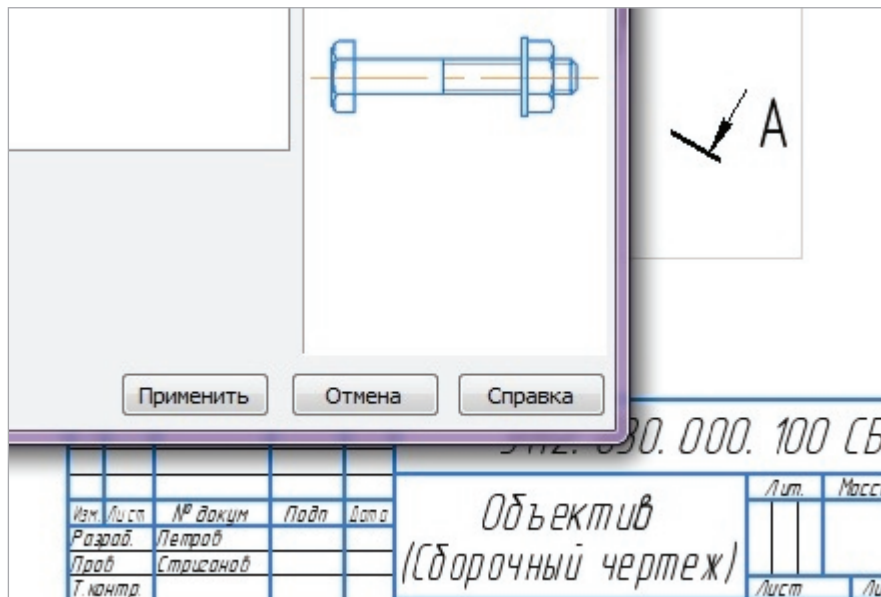 А
Применить Отмена Справка
000. 100 СБ
Изм. Лист № докум Подп Дата
Разраб. Петров
Пров Стриганов
Т.контр.
Объектив
(Сборочный чертеж)
Лит. Масс
Лист